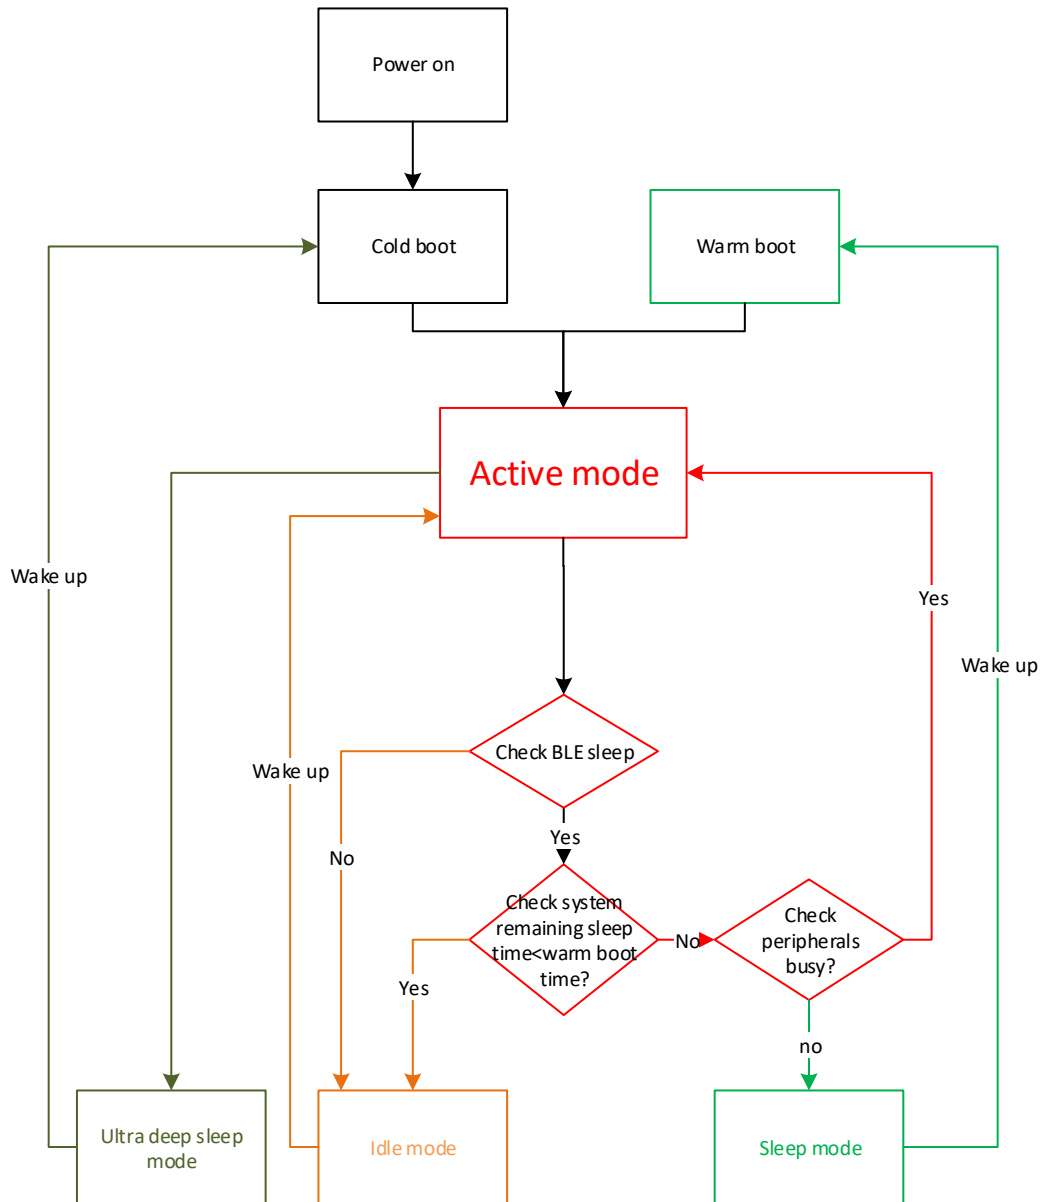 Power on
Cold boot
Warm boot
Active mode
Wake up
Yes
Wake up
Check BLE sleep
Wake up
Yes
No
Check system
remaining sleep
time<warm boot
time?
No
Check
peripherals
busy?
Yes
no
Ultra deep sleep
mode
Idle mode
Sleep mode